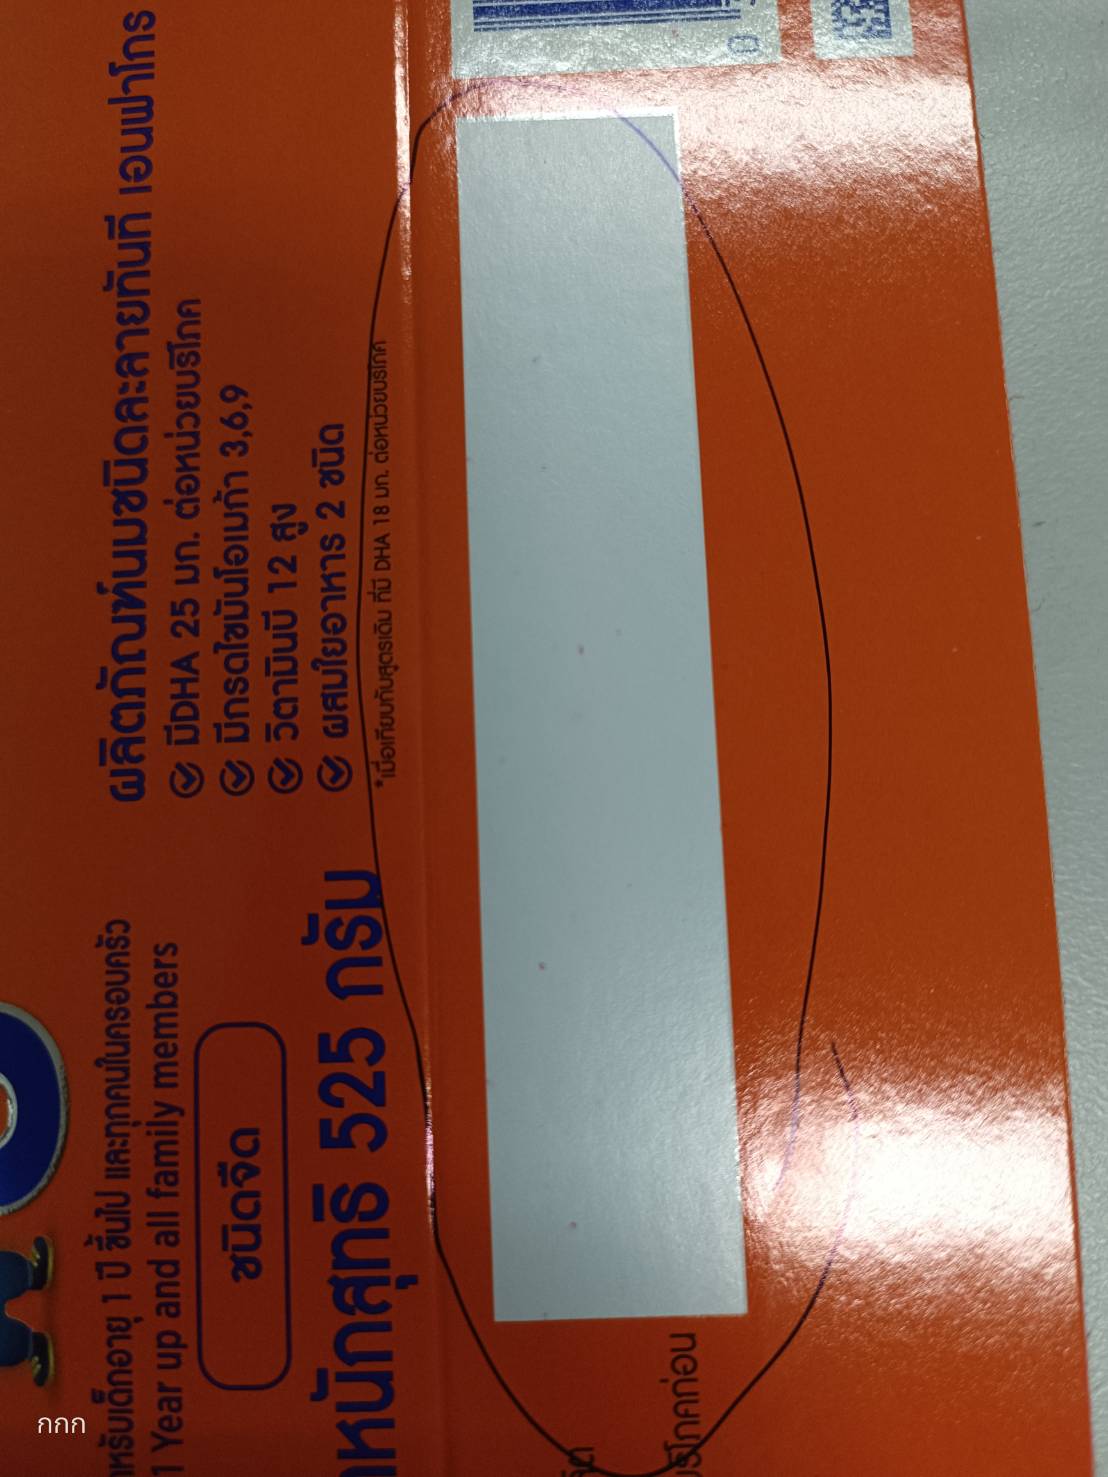 ผลิตภัณฑ์นมชนิดละลายทันที เอนฟาโกร
มีDHA 25 มก. ต่อหน่วยบริโภค
มีกรดไขมันโอเมก้า 3,6,9
วิตามินบี 12 สูง
ผสมใยอาหาร 2 ชนิด
*เมื่อเทียบกับสูตรเดิม ที่มี DHA 18 มก. ต่อหน่วยบริโภค
หรับเด็กอายุ 1 ปี ขึ้นไป และทุกคนในครอบครัว
1 Year up and all family members
ชนิดจืด
หนักสุทธิ 525 กรัม
บริโภคก่อน
0
กกก